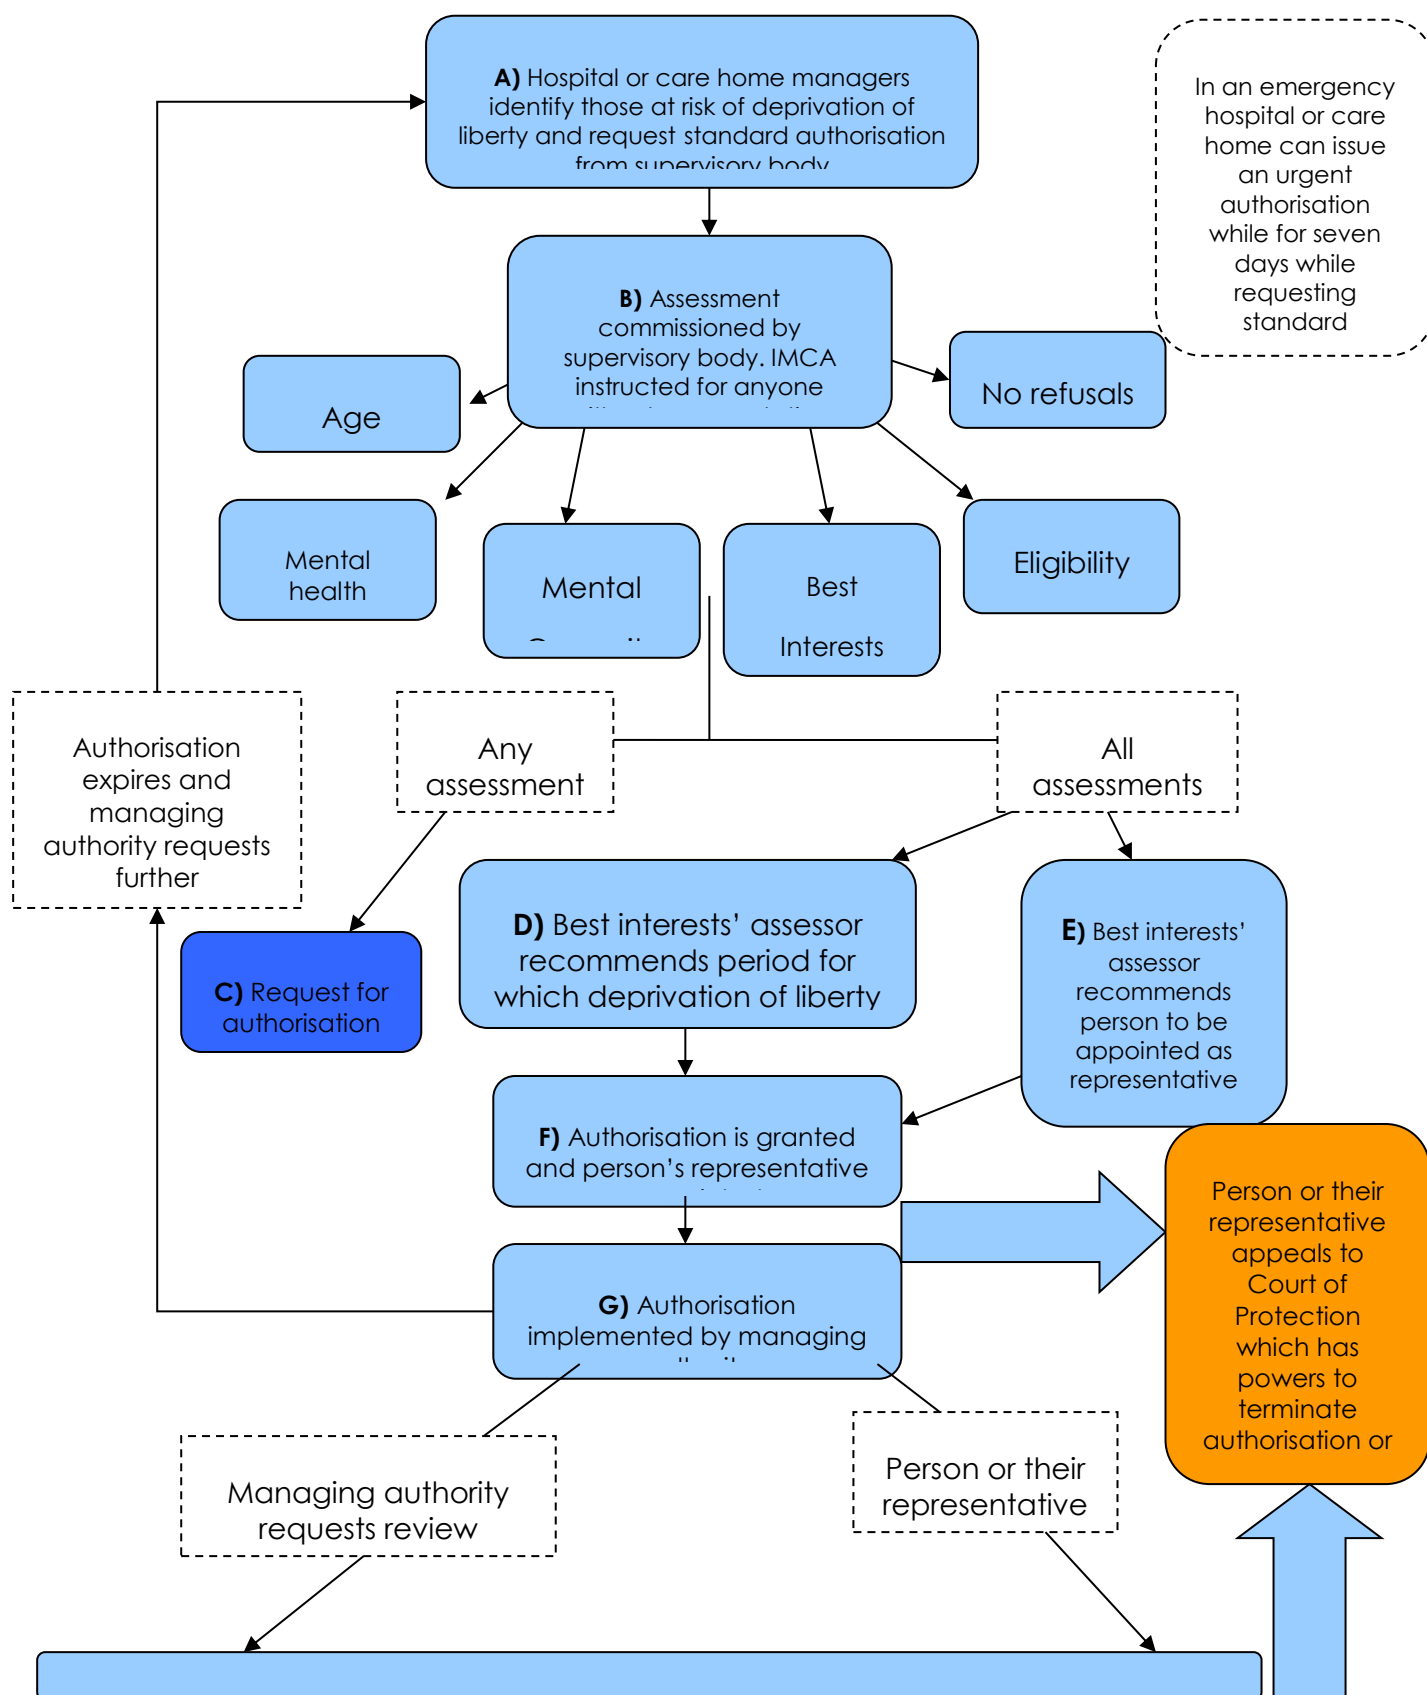 A) Hospital or care home managers
identify those at risk of deprivation of
liberty and request standard authorisation
from supervisory body
In an emergency
hospital or care
home can issue
an urgent
authorisation
while for seven
days while
requesting
standard
B) Assessment
commissioned by
supervisory body. IMCA
instructed for anyone
Age
No refusals
Mental
health
Mental
Best
Interests
Eligibility
Authorisation
expires and
managing
authority requests
further
Any
assessment
All
assessments
C) Request for
authorisation
D) Best interests’ assessor
recommends period for
which deprivation of liberty
E) Best interests’
assessor
recommends
person to be
appointed as
representative
F) Authorisation is granted
and person’s representative
G) Authorisation
implemented by managing
Person or their
representative
appeals to
Court of
Protection
which has
powers to
terminate
authorisation or
Managing authority
requests review
Person or their
representative